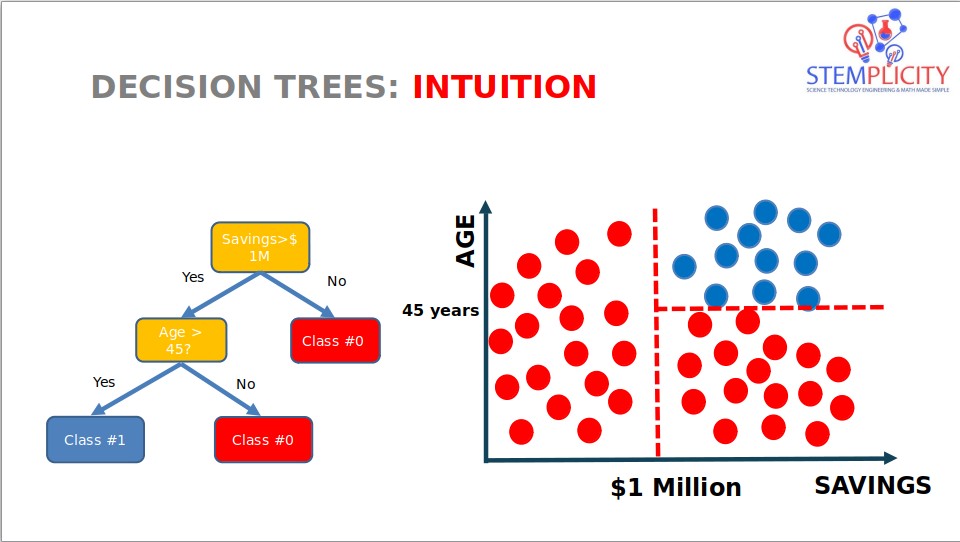 STEMPLICITY
SCIENCE TECHNOLOGY ENGINEERING & MATH MADE SIMPLE
DECISION TREES: INTUITION
Savings>$
1M
Yes
No
Age >
45?
Class #0
Yes
No
Class #1
Class #0
AGE
45 years
$1 Million
SAVINGS